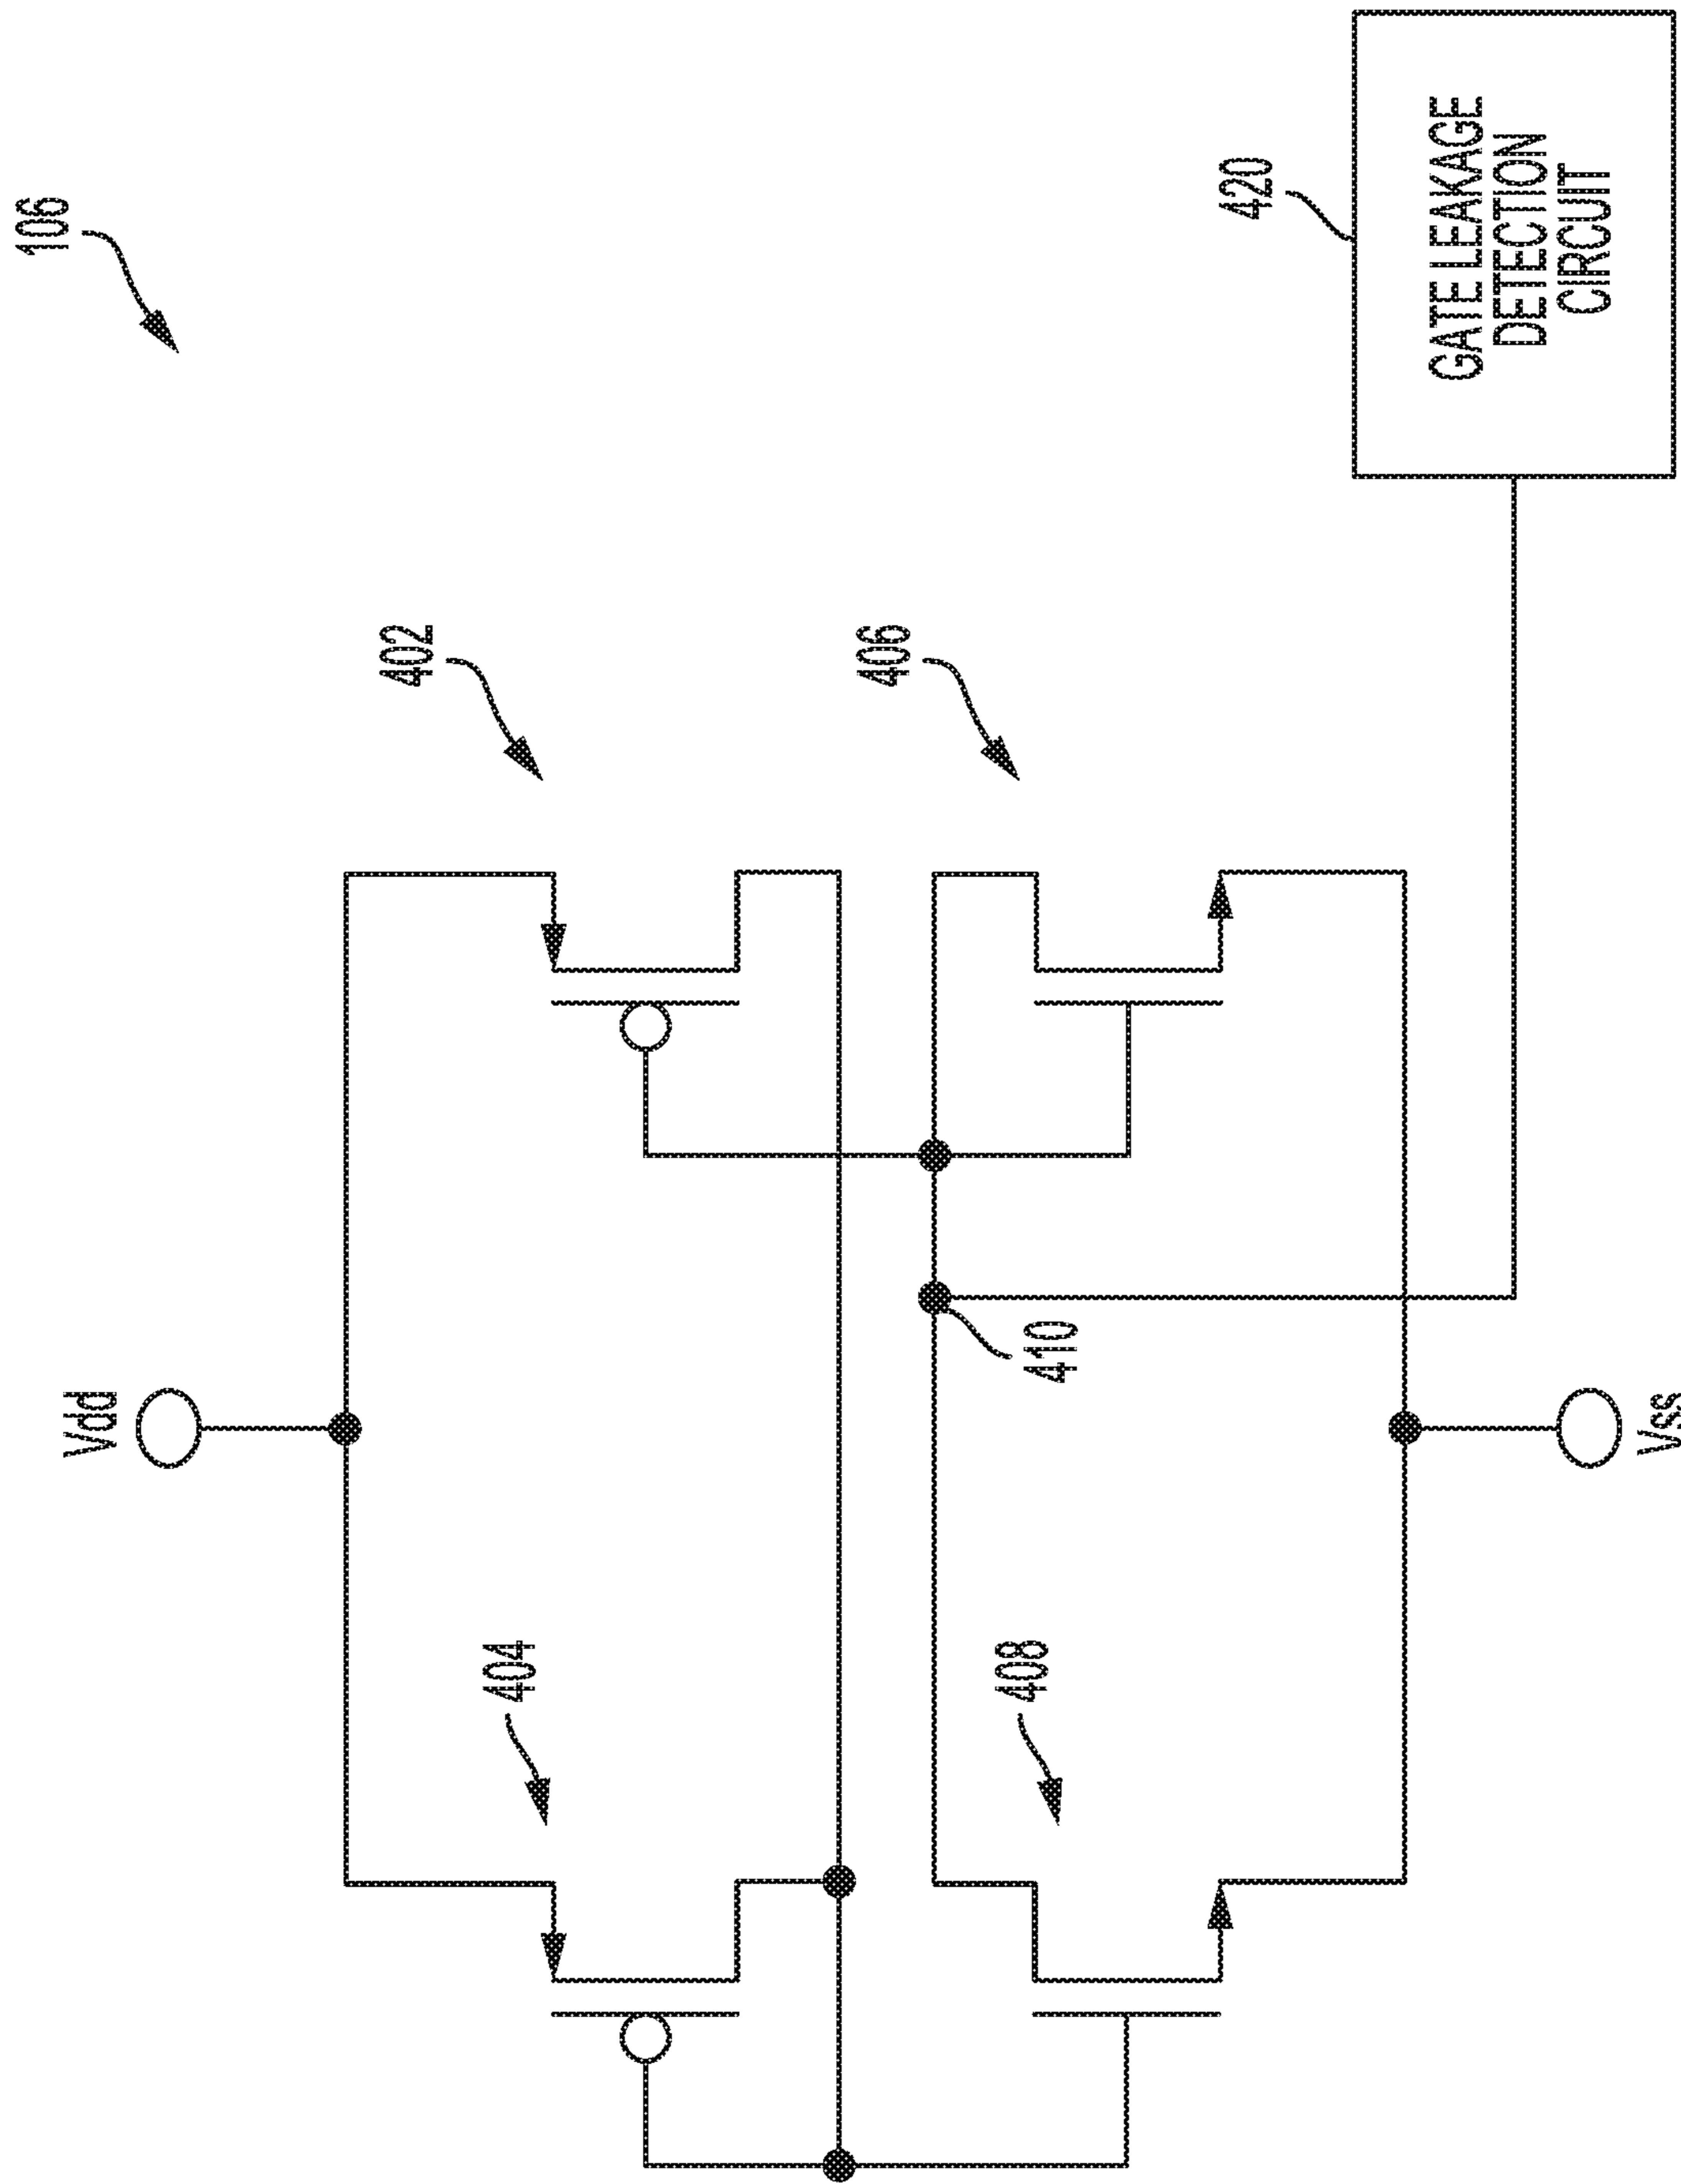 106
Vdd
402
404
406
408
410
Vss
420
GATE LEAKAGE
DETECTION
CIRCUIT